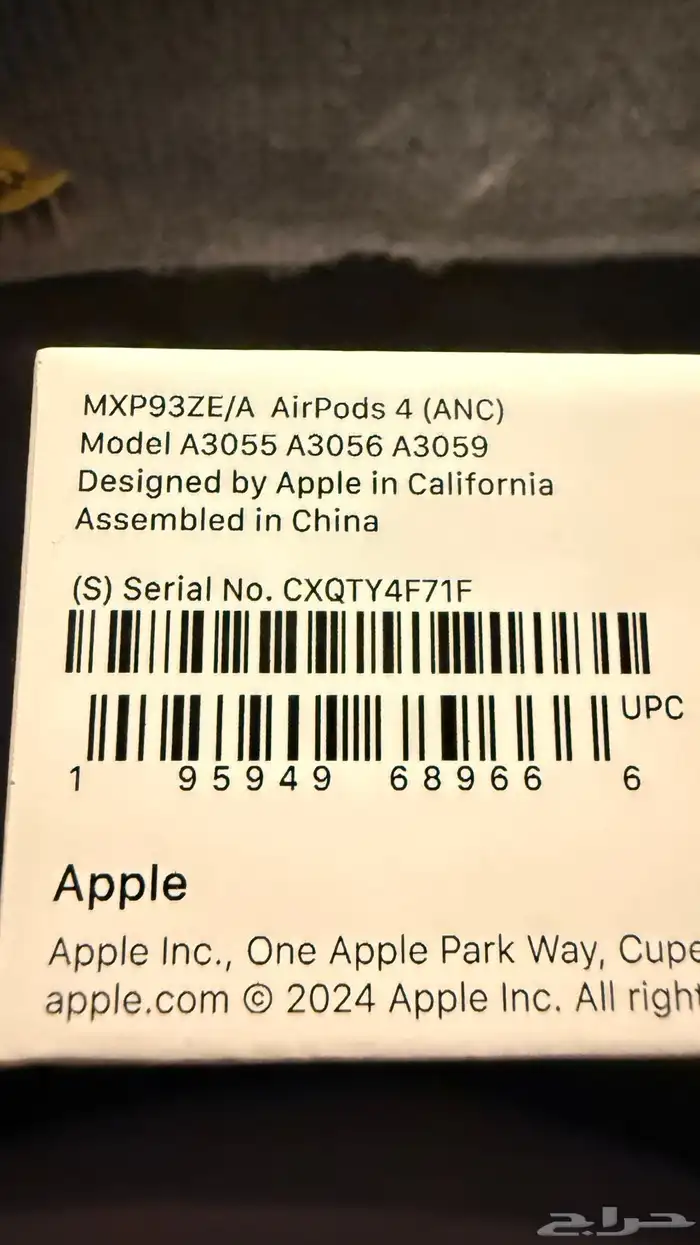 MXP93ZE/A AirPods 4 (ANC)
Model A3055 A3056 A3059
Designed by Apple in California
Assembled in China
(S) Serial No. CXQTY4F71F
UPC
1 95949 68966 6
Apple
Apple Inc., One Apple Park Way, Cupe
apple.com © 2024 Apple Inc. All right
حراج